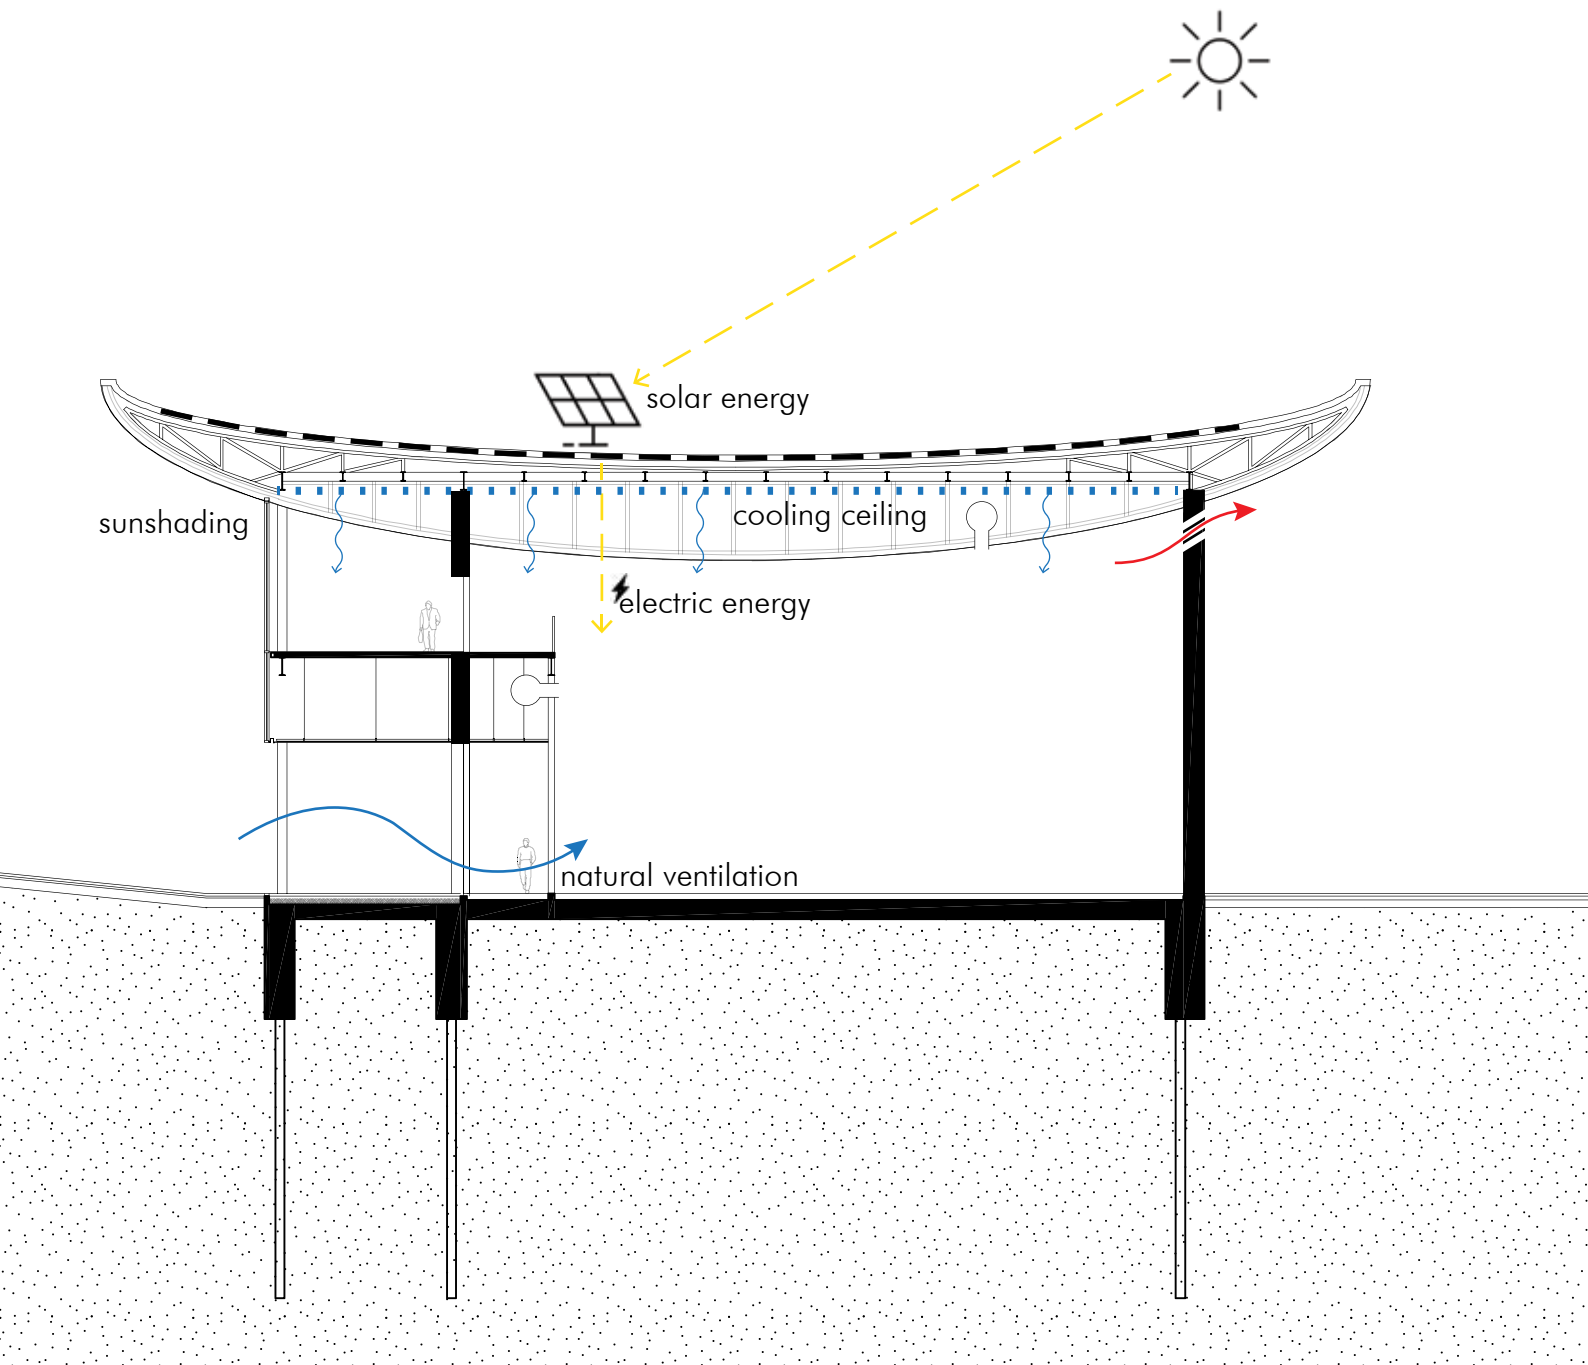 solar energy
sunshading
cooling ceiling
electric energy
natural ventilation